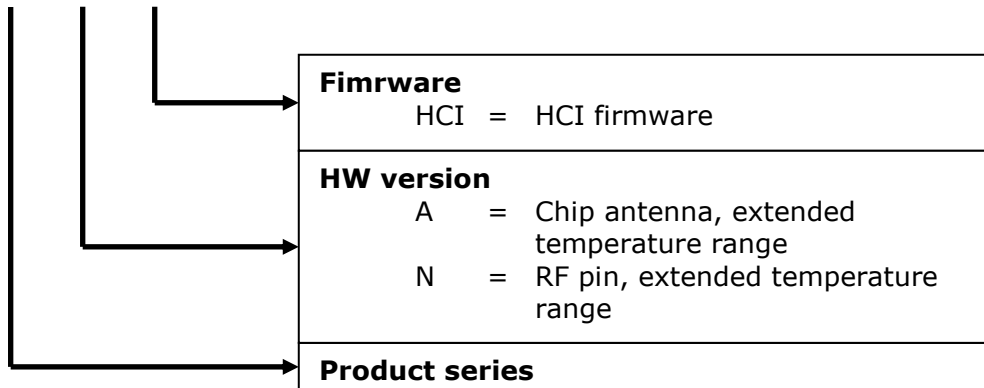 Fimrware
HCI = HCI firmware
HW version
A = Chip antenna, extended
temperature range
N = RF pin, extended temperature
range
Product series